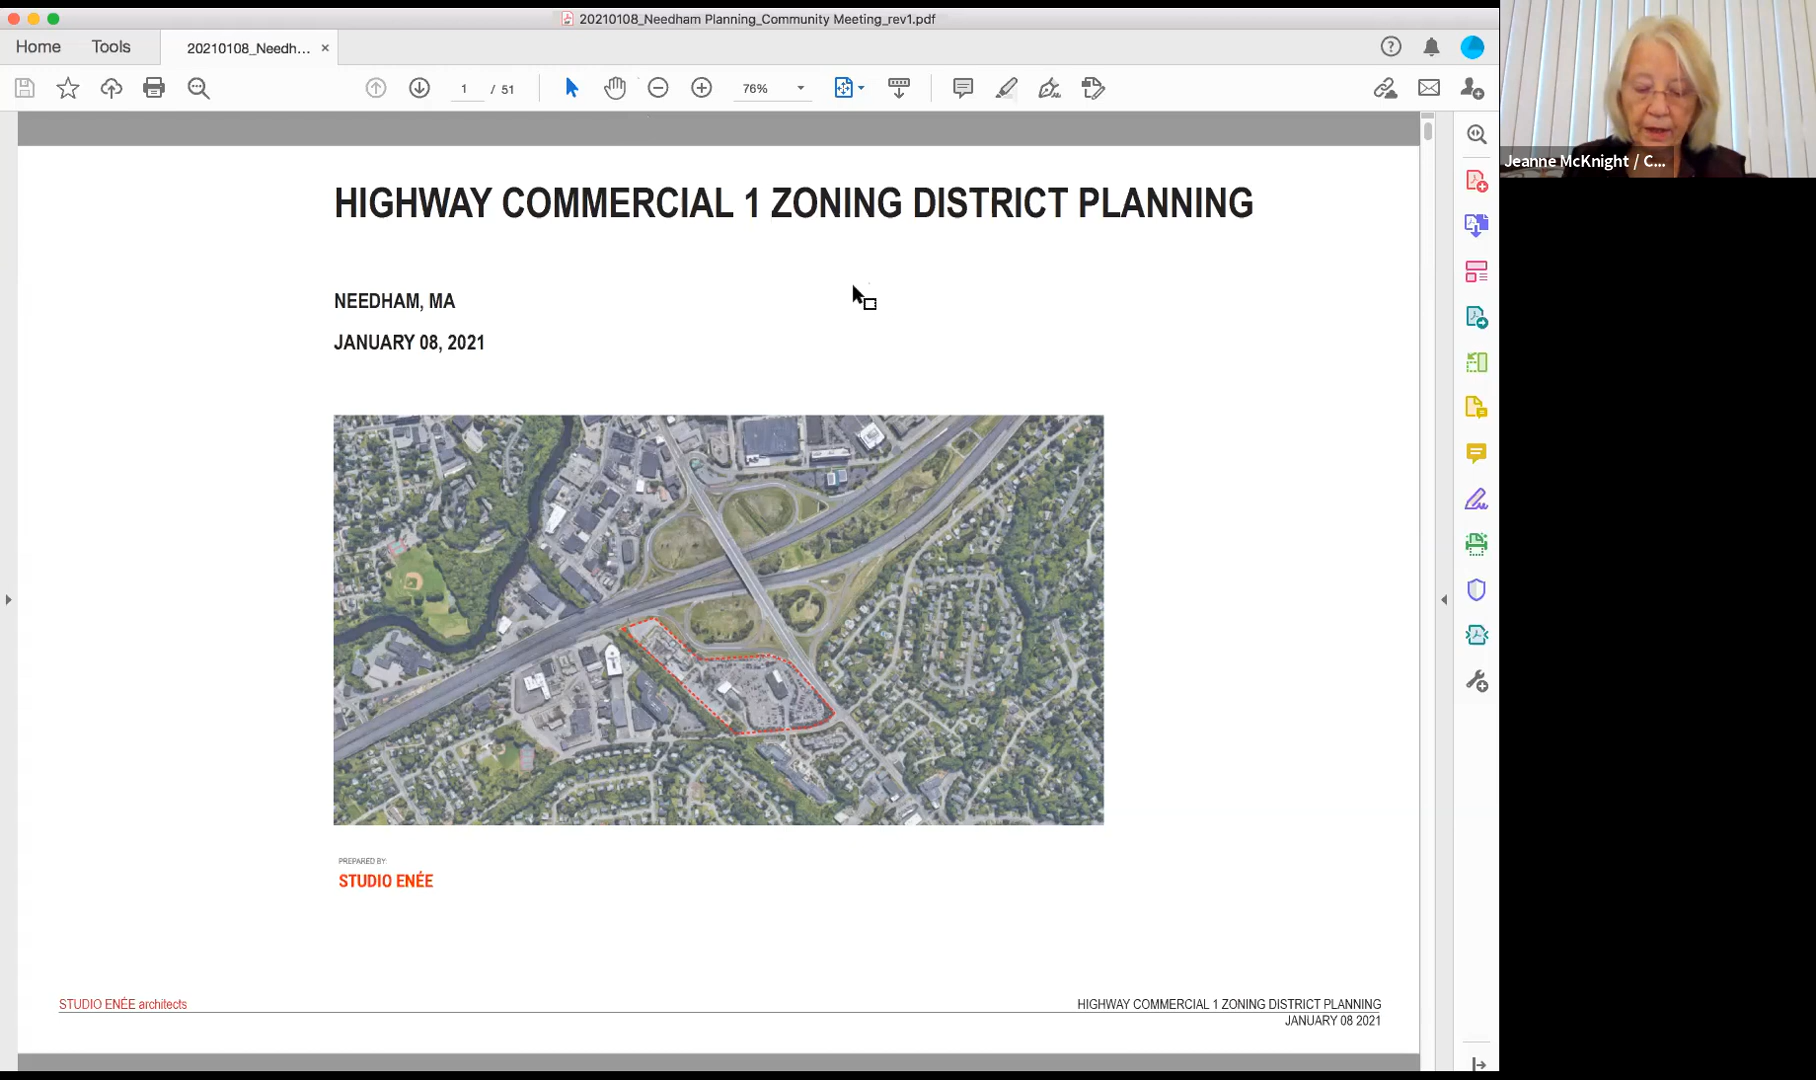 20210108_Needham Planning_Community Meeting_rev1.pdf
Home
Tools
20210108_Needh...
1 / 51
76%
Jeanne McKnight / C...
HIGHWAY COMMERCIAL 1 ZONING DISTRICT PLANNING
NEEDHAM, MA
JANUARY 08, 2021
PREPARED BY:
STUDIO ENÉE
STUDIO ENÉE architects
HIGHWAY COMMERCIAL 1 ZONING DISTRICT PLANNING
JANUARY 08 2021